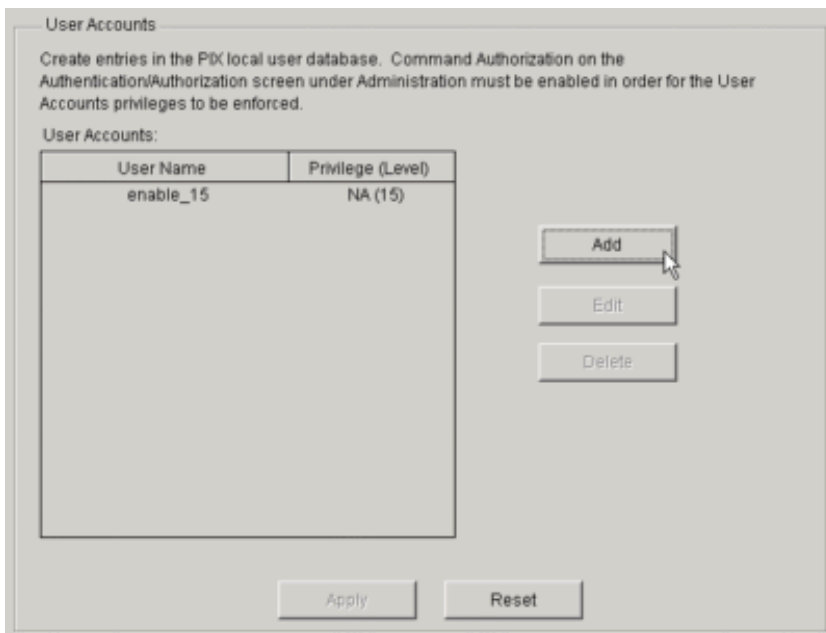 User Accounts
Create entries in the PIX local user database. Command Authorization on the
Authentication/Authorization screen under Administration must be enabled in order for the User
Accounts privileges to be enforced.
User Accounts:
User Name Privilege (Level)
enable_15 NA (15)
Add
Edit
Delete
Apply Reset